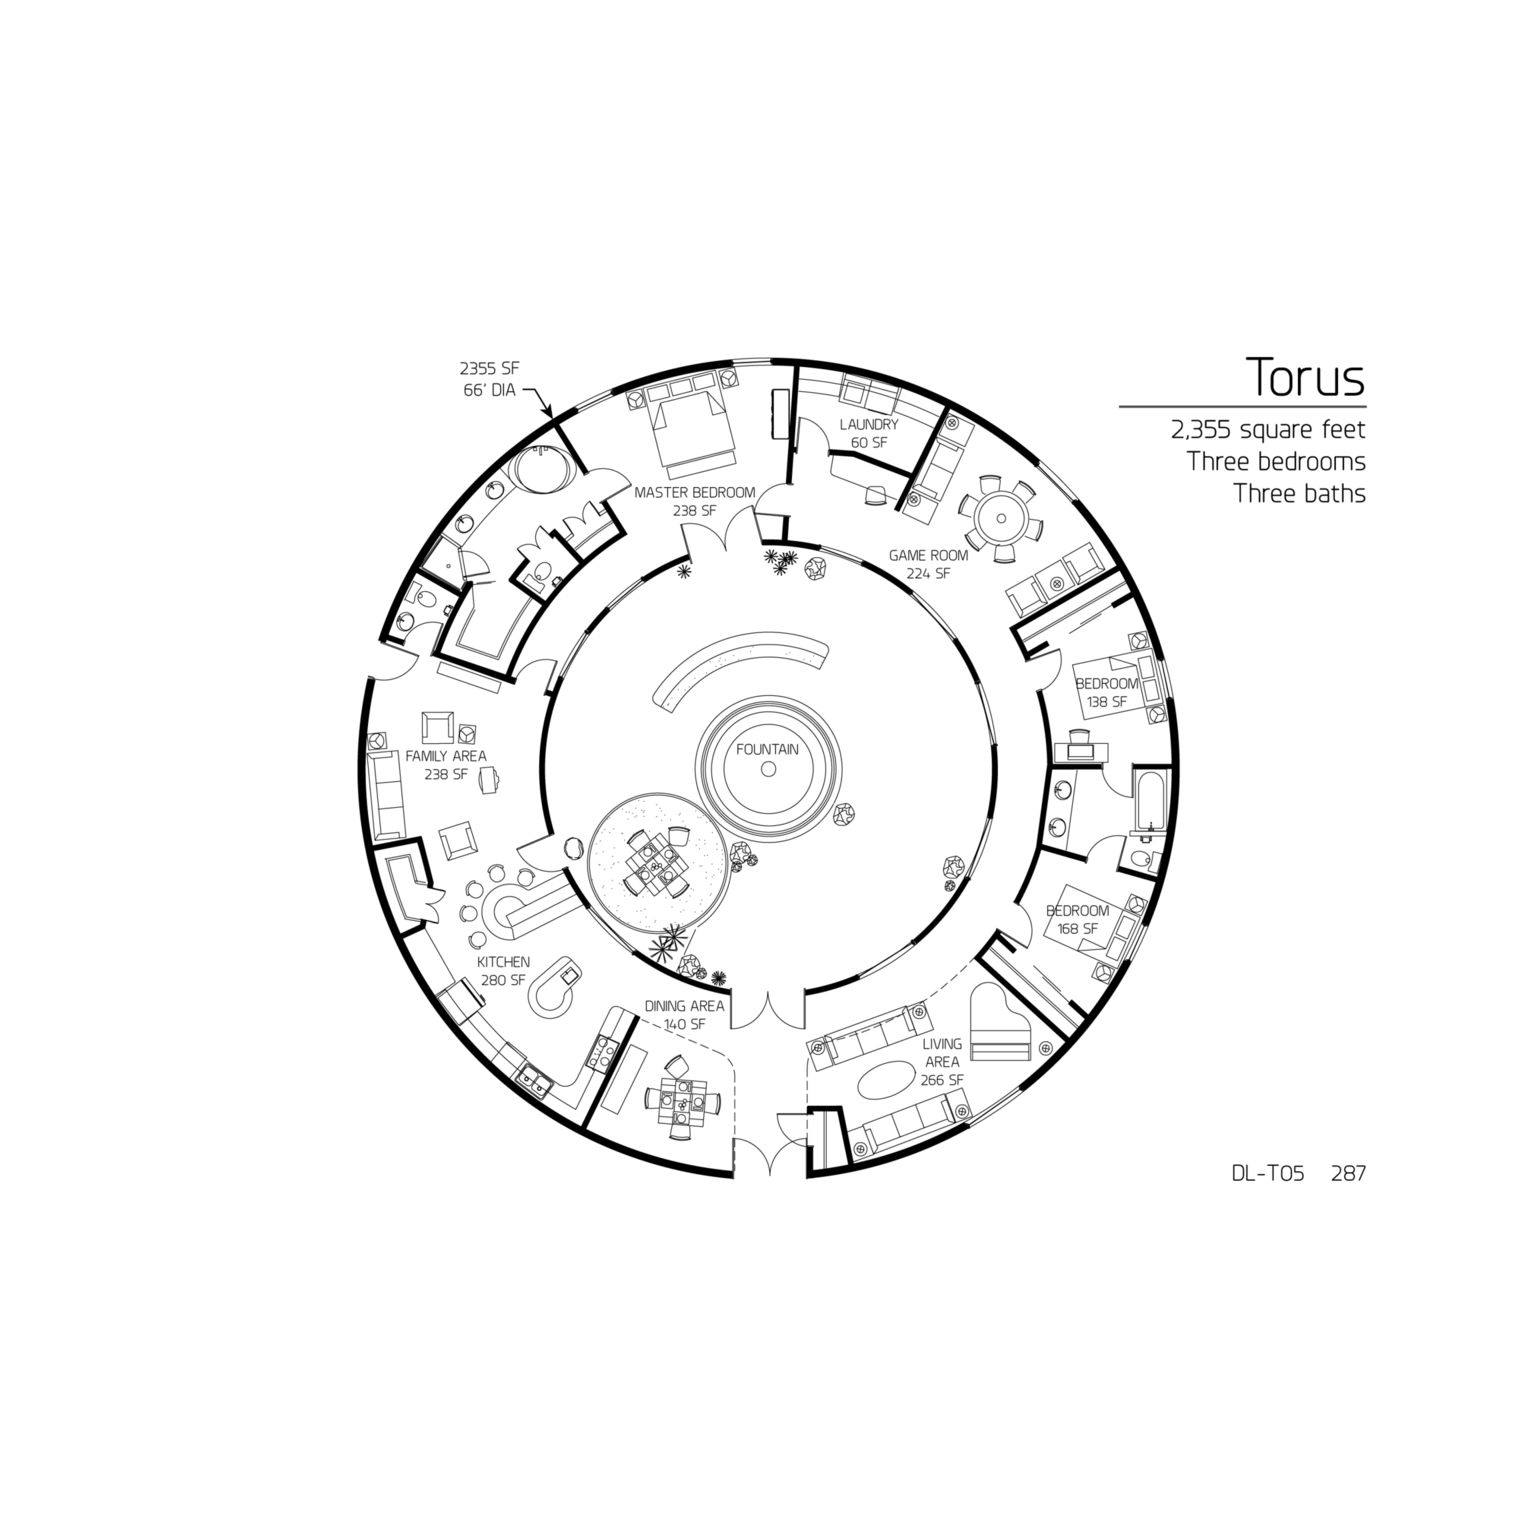 2355 SF
66' DIA
Torus
2,355 square feet
Three bedrooms
Three baths
LAUNDRY
60 SF
MASTER BEDROOM
238 SF
GAME ROOM
224 SF
BEDROOM
138 SF
FOUNTAIN
FAMILY AREA
238 SF
BEDROOM
168 SF
KITCHEN
280 SF
DINING AREA
140 SF
LIVING
AREA
266 SF
DL-T05 287